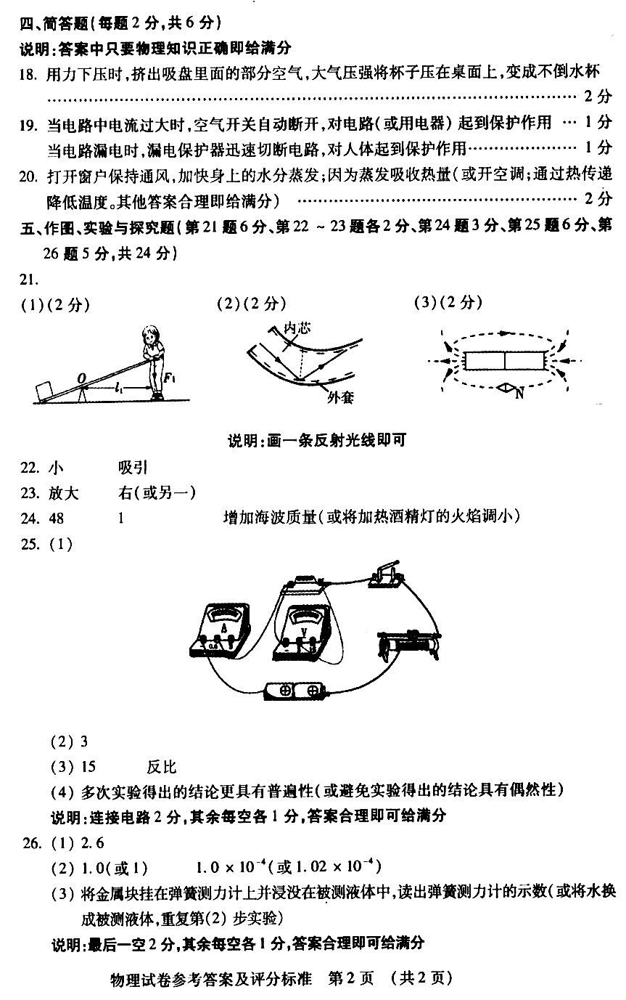 四、简答题(每题2分,共6分)
说明:答案中只要物理知识正确即给满分
18. 用力下压时,挤出吸盘里面的部分空气,大气压强将杯子压在桌面上,变成不倒水杯
…………………………………………………………………………………………… 2分
19. 当电路中电流过大时,空气开关自动断开,对电路(或用电器) 起到保护作用 … 1分
当电路漏电时,漏电保护器迅速切断电路,对人体起到保护作用………………… 1分
20. 打开窗户保持通风,加快身上的水分蒸发;因为蒸发吸收热量(或开空调;通过热传递
降低温度。其他答案合理即给满分) ……………………………………………… 2分
五、作图、实验与探究题(第21题6分、第22 ~ 23题各2分、第24题3分、第25题6分、第
26题5分,共24分)
21.
(1)(2分) (2)(2分) (3)(2分)
内芯
O l₁ F₁
外套
N
说明:画一条反射光线即可
22. 小 吸引
23. 放大 右(或另一)
24. 48 1 增加海波质量(或将加热酒精灯的火焰调小)
25. (1)
A V
0.6
(2) 3
(3) 15 反比
(4) 多次实验得出的结论更具有普遍性(或避免实验得出的结论具有偶然性)
说明:连接电路2分,其余每空各1分,答案合理即可给满分
26. (1) 2.6
(2) 1.0(或1) 1.0 × 10⁻⁴(或1.02 × 10⁻⁴)
(3) 将金属块挂在弹簧测力计上并浸没在被测液体中,读出弹簧测力计的示数(或将水换
成被测液体,重复第(2) 步实验)
说明:最后一空2分,其余每空各1分,答案合理即可给满分
物理试卷参考答案及评分标准 第2页 (共2页)